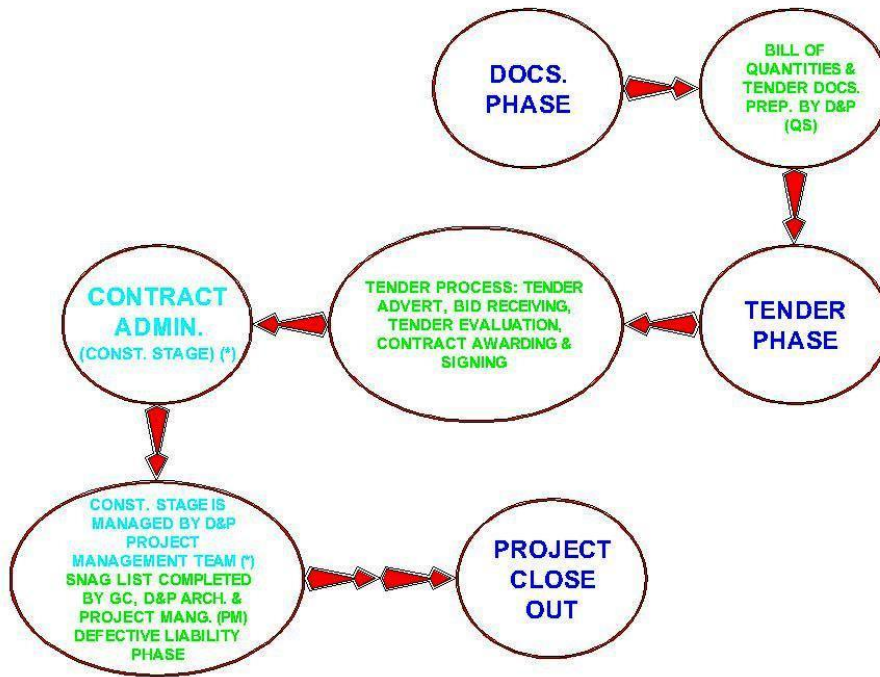 DOCS.
PHASE
BILL OF
QUANTITIES &
TENDER DOCS.
PREP. BY D&P
(QS)
TENDER
PHASE
TENDER PROCESS: TENDER
ADVERT, BID RECEIVING,
TENDER EVALUATION,
CONTRACT AWARDING &
SIGNING
CONTRACT
ADMIN.
(CONST. STAGE) (*)
CONST. STAGE IS
MANAGED BY D&P
PROJECT
MANAGEMENT TEAM (*)
SNAG LIST COMPLETED
BY GC, D&P ARCH. &
PROJECT MANG. (PM)
DEFECTIVE LIABILITY
PHASE
PROJECT
CLOSE
OUT